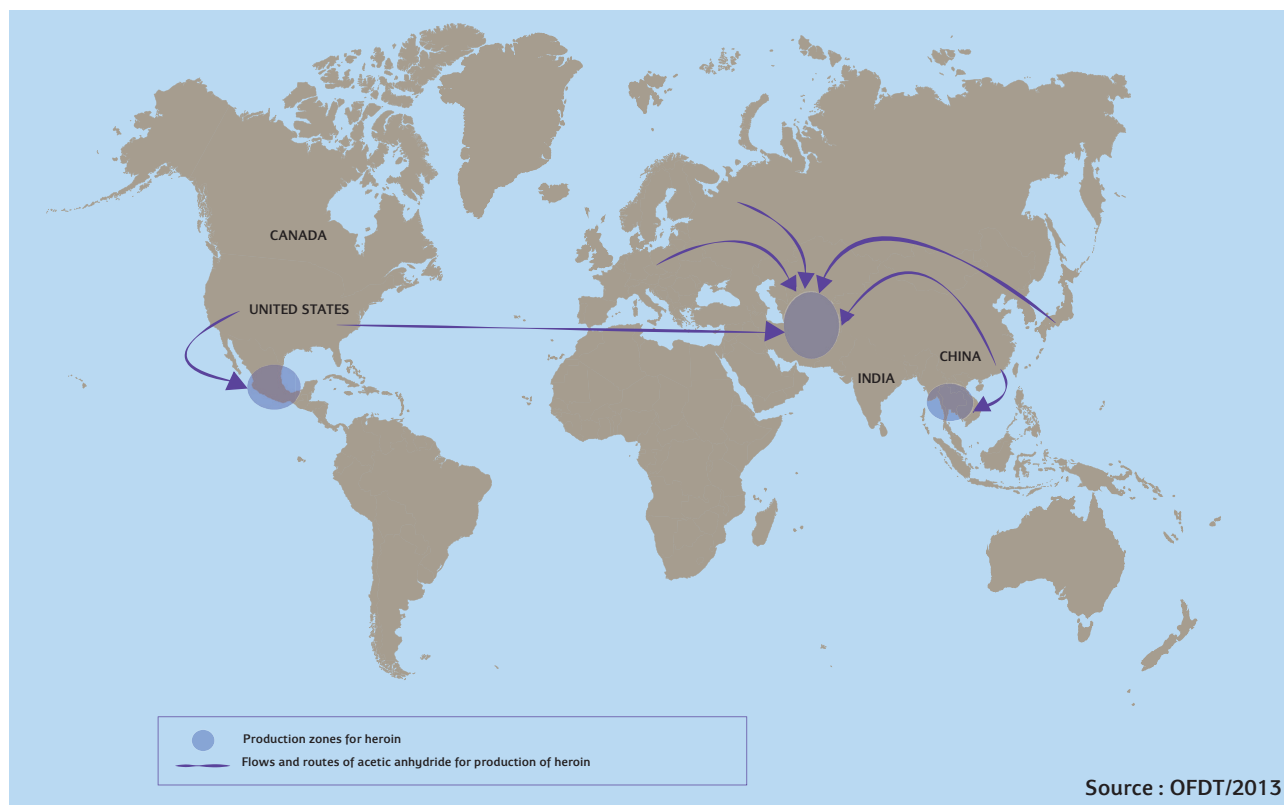 CANADA
UNITED STATES
CHINA
INDIA
Production zones for heroin
Flows and routes of acetic anhydride for production of heroin
Source : OFDT/2013